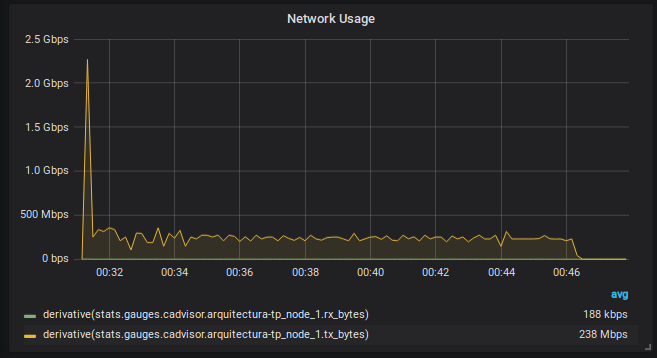 Network Usage
2.5 Gbps
2.0 Gbps
1.5 Gbps
1.0 Gbps
500 Mbps
0 bps
00:32 00:34 00:36 00:38 00:40 00:42 00:44 00:46
avg
derivative(stats.gauges.cadvisor.arquitectura-tp_node_1.rx_bytes) 188 kbps
derivative(stats.gauges.cadvisor.arquitectura-tp_node_1.tx_bytes) 238 Mbps